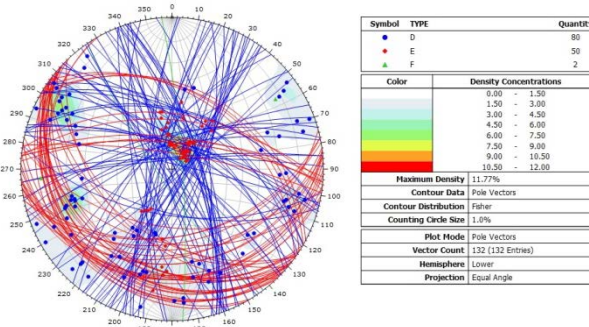 Symbol TYPE Quantity
D 80
E 50
F 2
Color Density Concentrations
0.00 - 1.50
1.50 - 3.00
3.00 - 4.50
4.50 - 6.00
6.00 - 7.50
7.50 - 9.00
9.00 - 10.50
10.50 - 12.00
Maximum Density 11.77%
Contour Data Pole Vectors
Contour Distribution Fisher
Counting Circle Size 1.0%
Plot Mode Pole Vectors
Vector Count 132 (132 Entries)
Hemisphere Lower
Projection Equal Angle
350
10
340
20
330
30
320
40
310
50
300
60
290
70
280
80
270
90
260
100
250
110
240
120
230
130
220
140
210
200
160